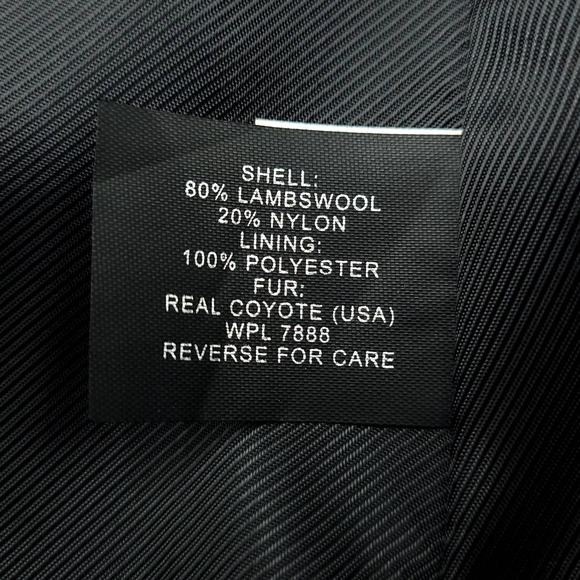 SHELL:
80% LAMBSWOOL
20% NYLON
LINING:
100% POLYESTER
FUR:
REAL COYOTE (USA)
WPL 7888
REVERSE FOR CARE